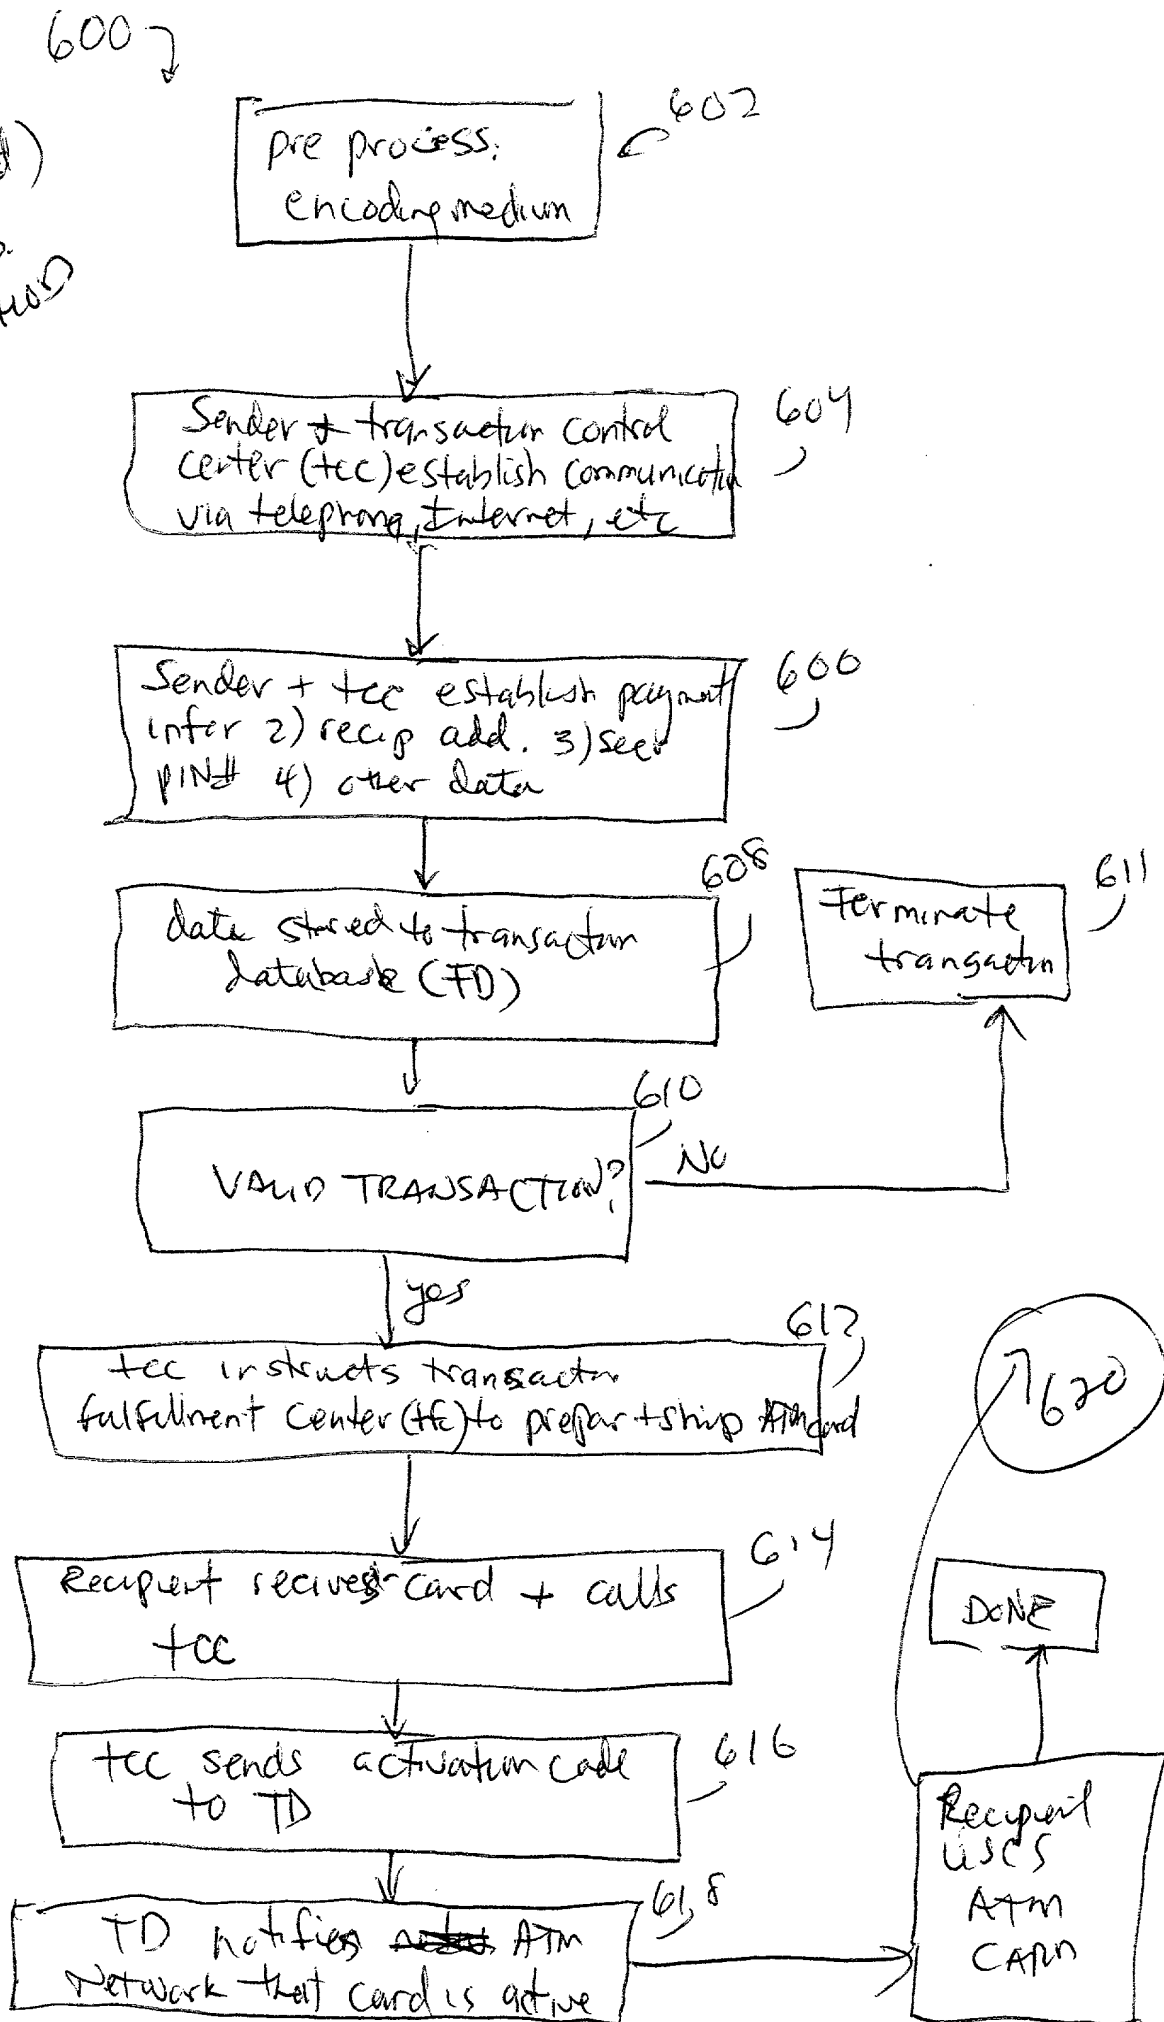 600
602
pre process:
encoding medium
Sender + transaction control
center (tcc) establish communication
via telephone, Internet, etc
604
Sender + tcc establish payment
infor 2) recip add. 3)
PIN# 4) other data
600
data stored to transaction
database (TD)
608
Terminate
transaction
611
VALID TRANSACTION?
610
No
yes
tcc instructs transaction
fulfillment center (tfc) to prepar + ship ATM card
612
620
Recipient recives card + calls
tcc
614
DONE
tcc sends activation code
to TD
616
TD notifies ATM
Network that card is active
618
Recipient
uses
ATM
CARD